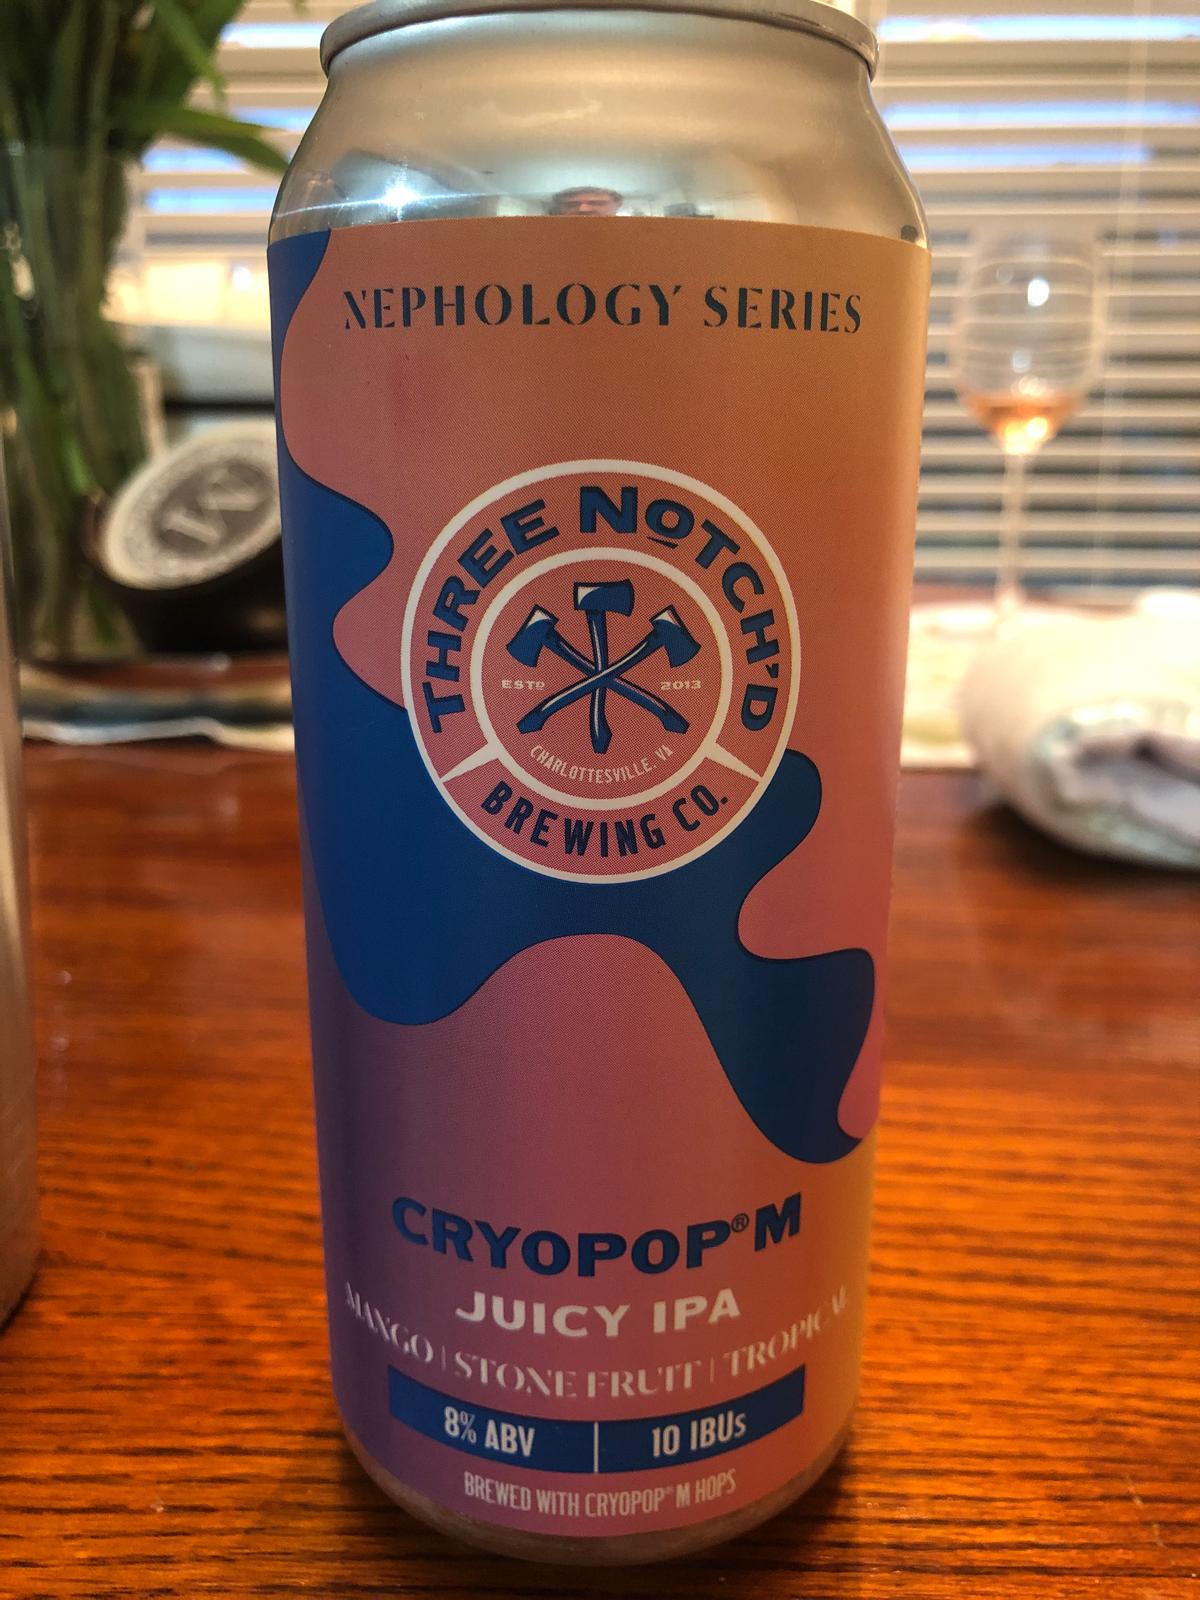 NEPHOLOGY SERIES
THREE NOTCH'D
ESTD 2013
CHARLOTTESVILLE, VA
BREWING CO.
CRYOPOP® M
JUICY IPA
MANGO | STONE FRUIT | TROPICAL
8% ABV | 10 IBUs
BREWED WITH CRYOPOP® M HOPS
M